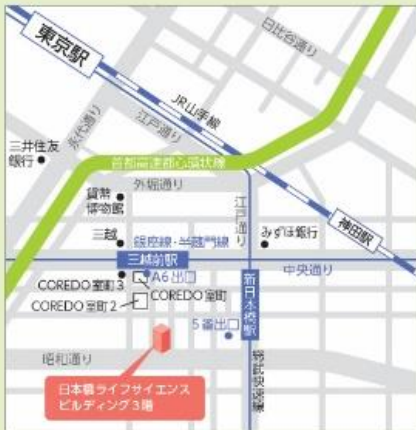 日比谷通り
東京駅
JR山手線
江戸通り
永代通り
三井住友
銀行
首都高速都心環状線
外堀通り
貨幣
博物館
江戸通り
神田駅
三越
銀座線・半蔵門線
みずほ銀行
三越前駅
中央通り
A6出口
COREDO室町3
COREDO室町
COREDO室町2
新日本橋駅
5番出口
昭和通り
総武快速線
日本橋ライフサイエンス
ビルディング3階